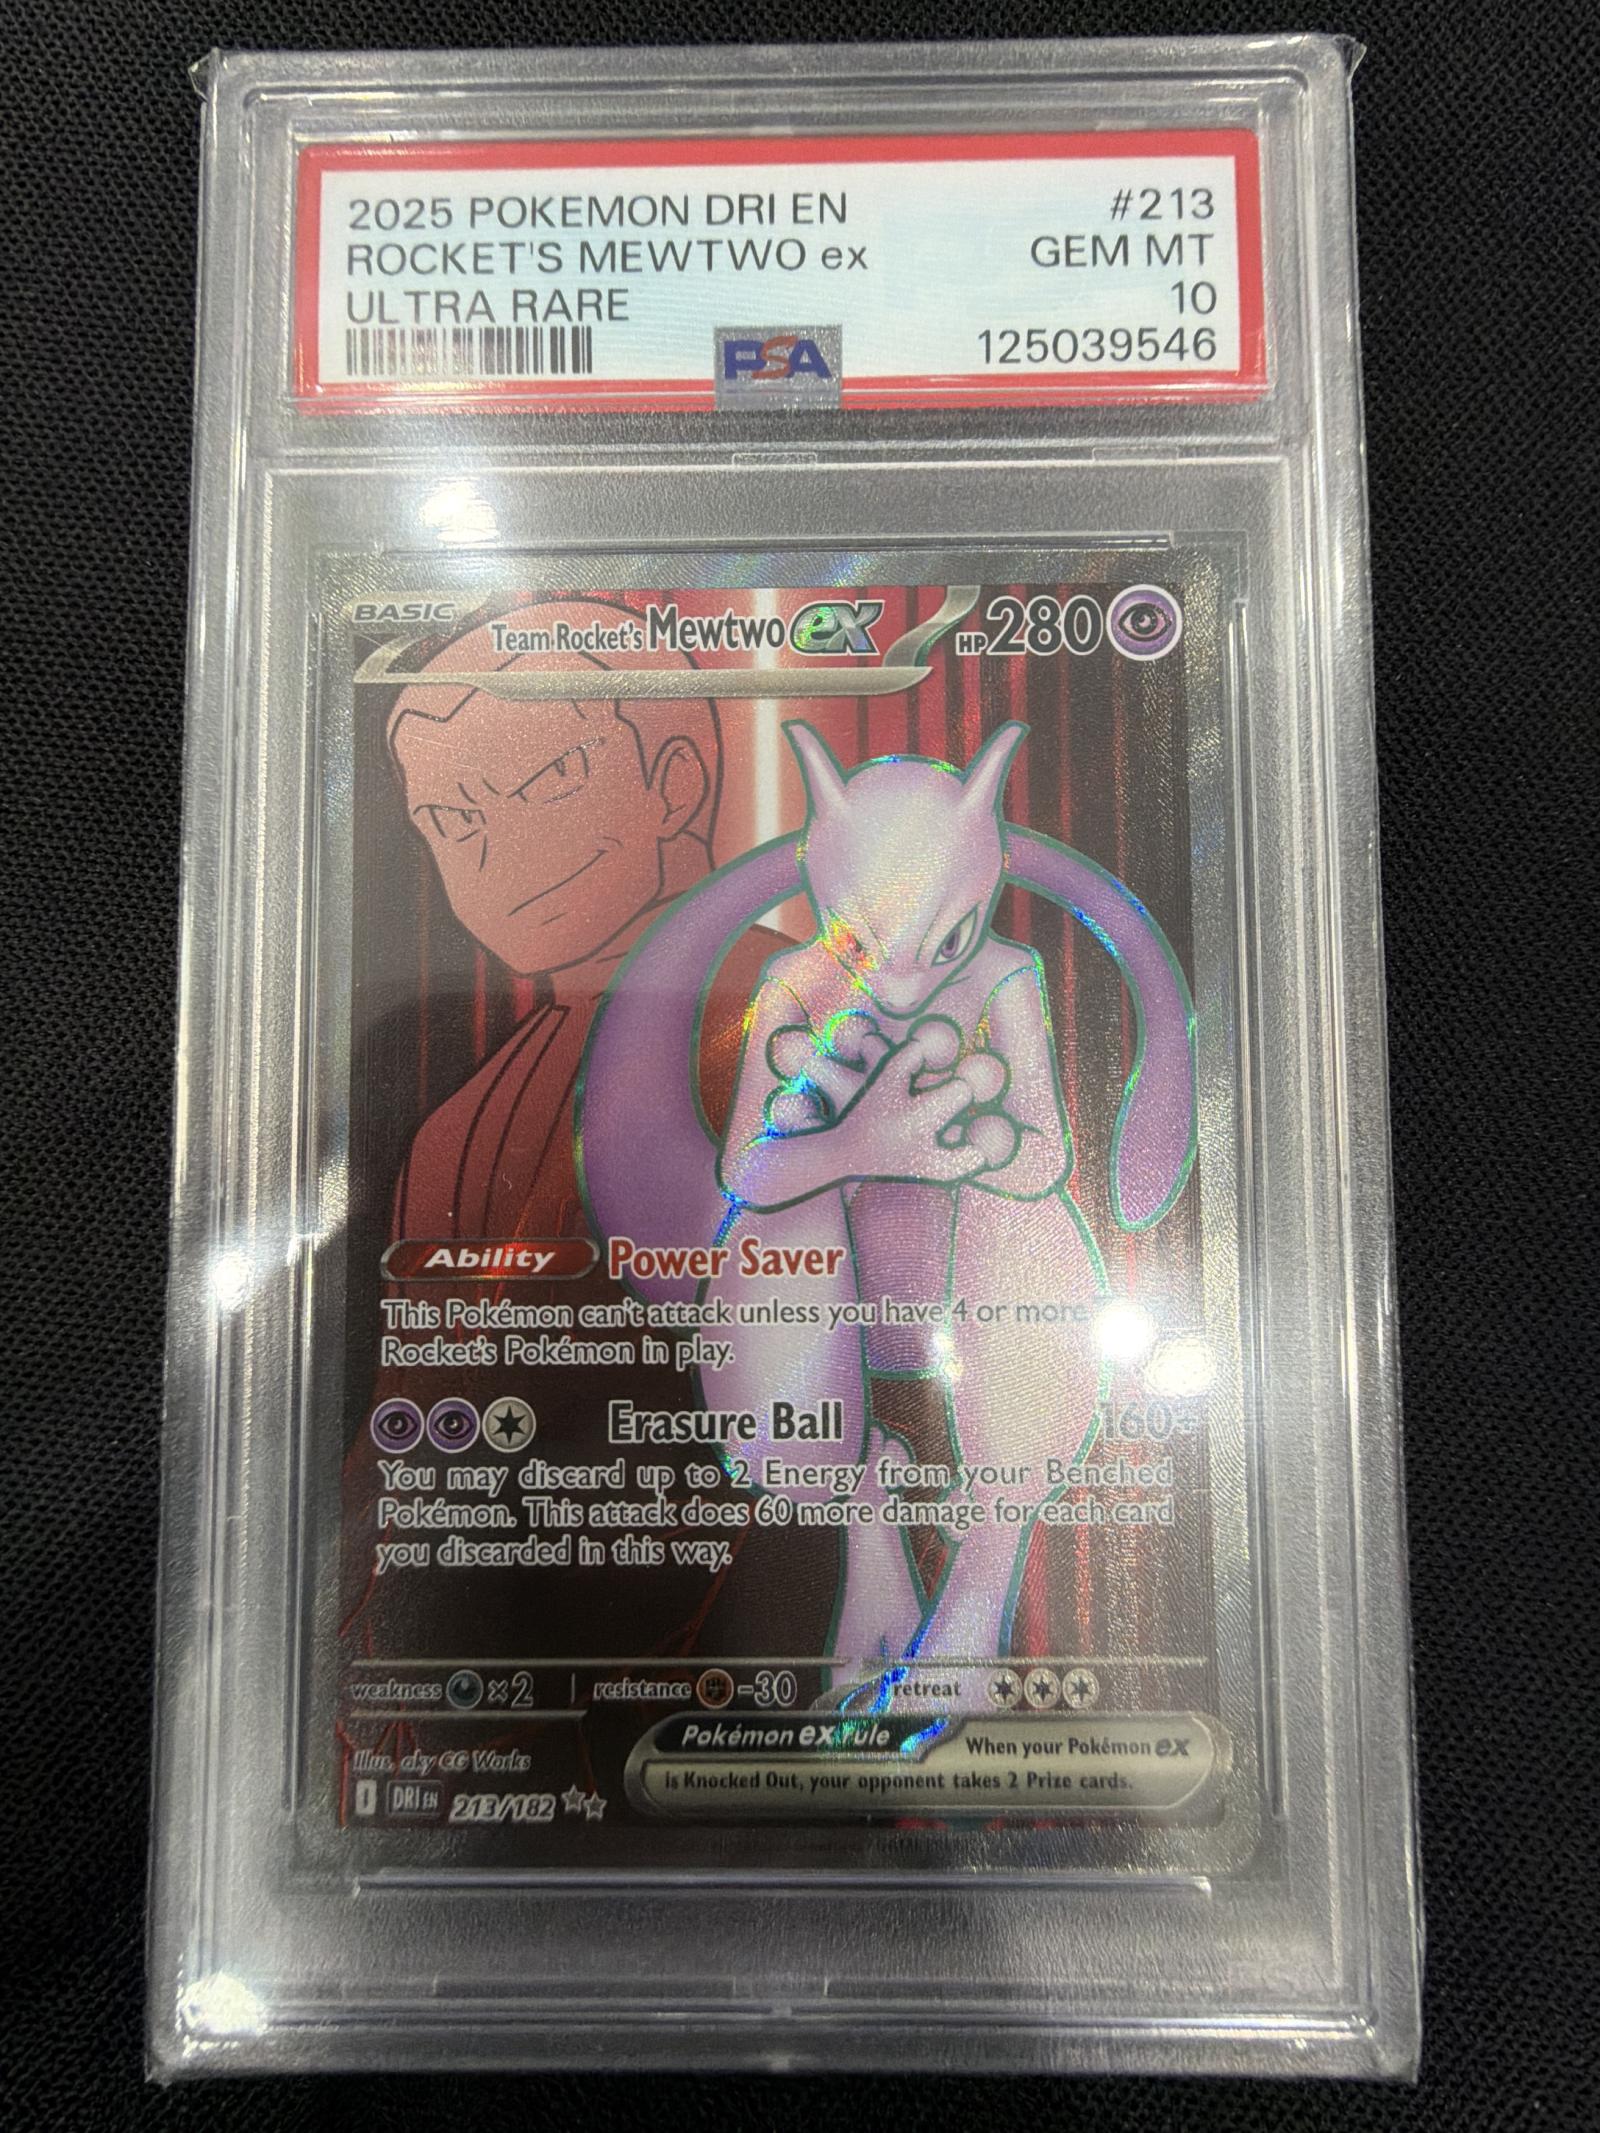 2025 POKEMON DRI EN #213
ROCKET'S MEWTWO ex GEM MT
ULTRA RARE 10
PSA 125039546
BASIC Team Rocket's Mewtwo ex HP 280
Ability Power Saver
This Pokémon can't attack unless you have 4 or more
Rocket's Pokémon in play.
Erasure Ball 160+
You may discard up to 2 Energy from your Benched
Pokémon. This attack does 60 more damage for each card
you discarded in this way.
weakness ×2 resistance -30 retreat
Pokémon ex rule When your Pokémon ex
is Knocked Out, your opponent takes 2 Prize cards.
Illus. aky CG Works
I DRI EN 213/182